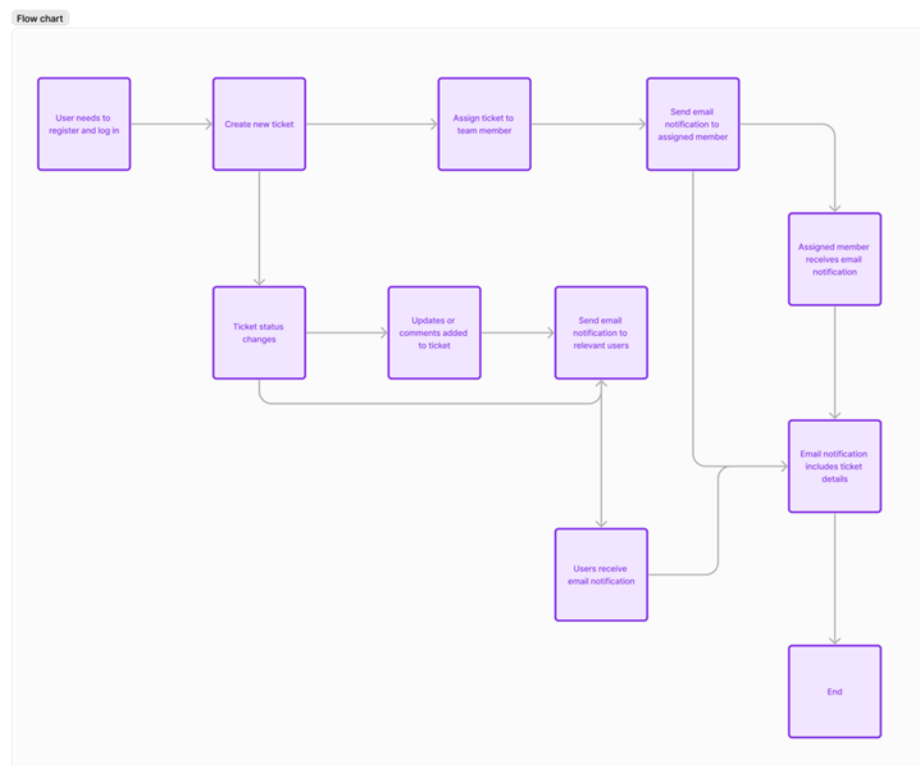 Flow chart
User needs to
register and log in
Create new ticket
Assign ticket to
team member
Send email
notification to
assigned member
Assigned member
receives email
notification
Ticket status
changes
Updates or
comments added
to ticket
Send email
notification to
relevant users
Email notification
includes ticket
details
Users receive
email notification
End